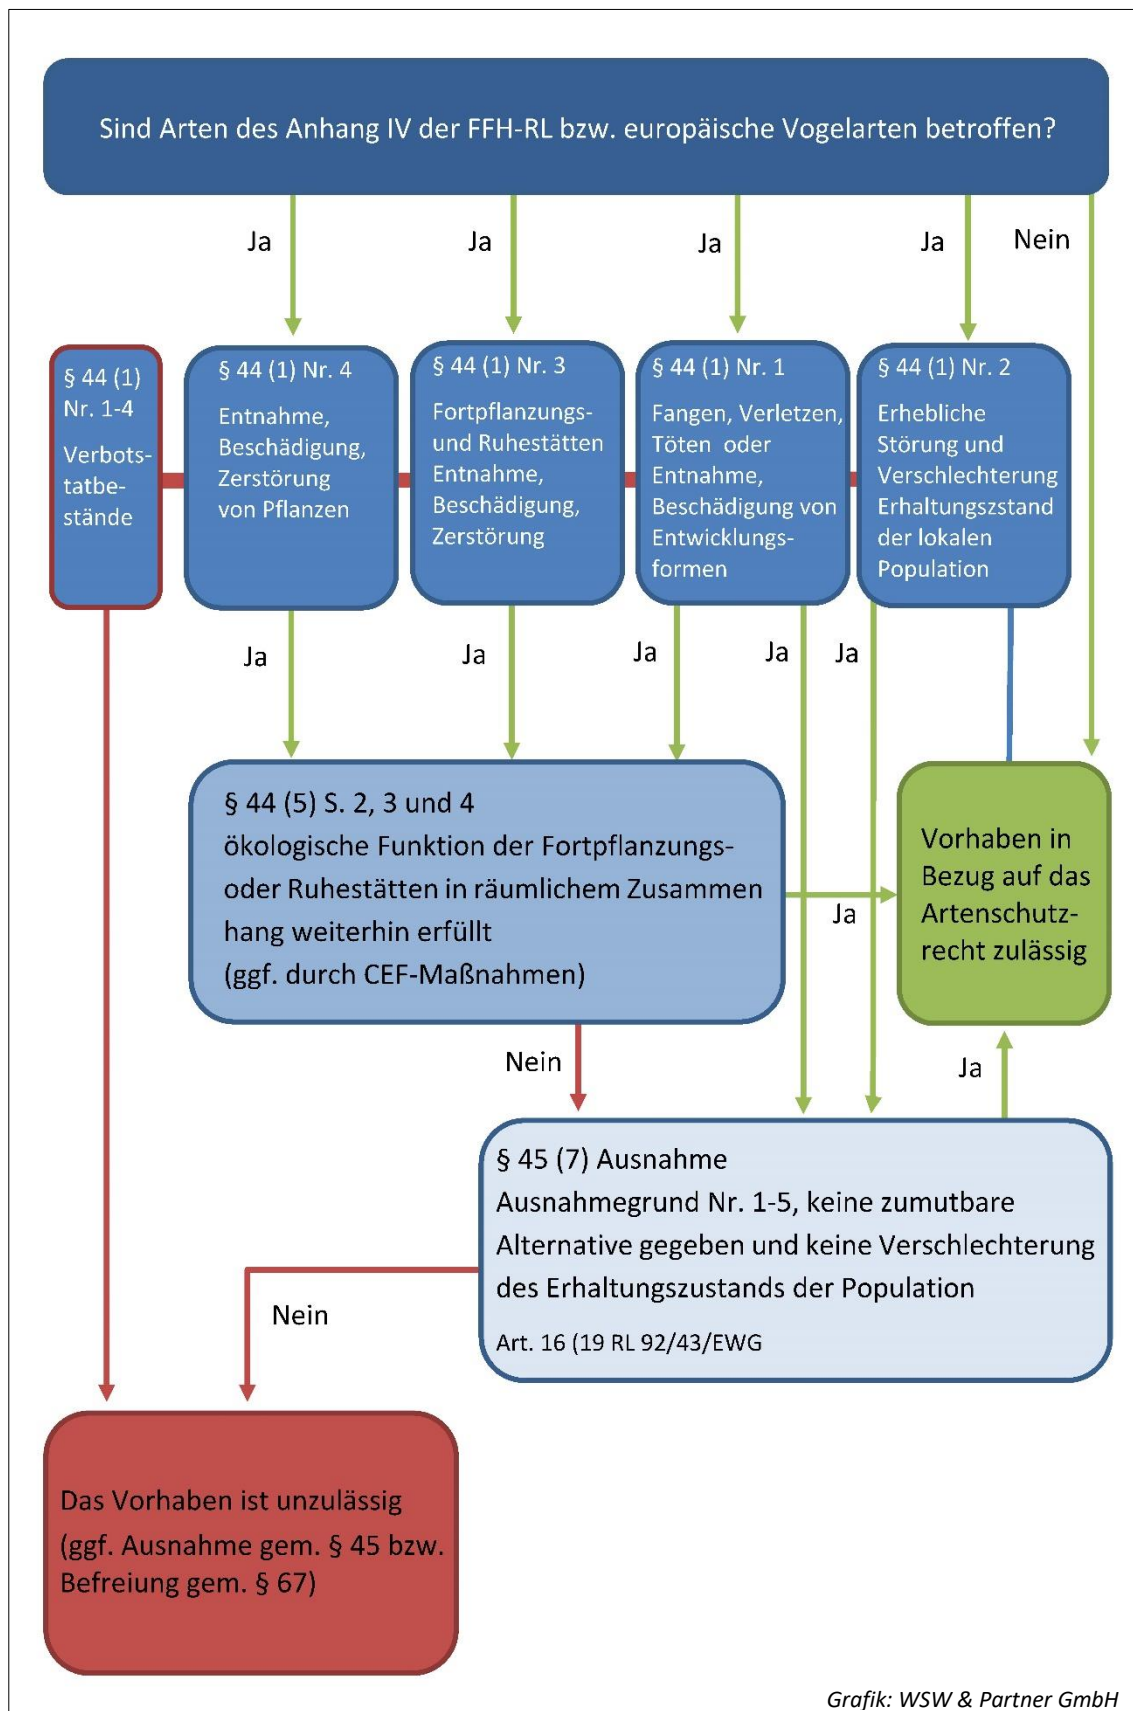 Sind Arten des Anhang IV der FFH-RL bzw. europäische Vogelarten betroffen?
Ja
Ja
Ja
Ja
Nein
§ 44 (1)
Nr. 1-4
Verbots-
tatbe-
stände
§ 44 (1) Nr. 4
Entnahme,
Beschädigung,
Zerstörung
von Pflanzen
§ 44 (1) Nr. 3
Fortpflanzungs-
und Ruhestätten
Entnahme,
Beschädigung,
Zerstörung
§ 44 (1) Nr. 1
Fangen, Verletzen,
Töten oder
Entnahme,
Beschädigung von
Entwicklungs-
formen
§ 44 (1) Nr. 2
Erhebliche
Störung und
Verschlechterung
Erhaltungszstand
der lokalen
Population
Ja
Ja
Ja
Ja
Ja
§ 44 (5) S. 2, 3 und 4
ökologische Funktion der Fortpflanzungs-
oder Ruhestätten in räumlichem Zusammen
hang weiterhin erfüllt
(ggf. durch CEF-Maßnahmen)
Ja
Vorhaben in
Bezug auf das
Artenschutz-
recht zulässig
Nein
Ja
§ 45 (7) Ausnahme
Ausnahmegrund Nr. 1-5, keine zumutbare
Alternative gegeben und keine Verschlechterung
des Erhaltungszustands der Population
Art. 16 (19 RL 92/43/EWG
Nein
Das Vorhaben ist unzulässig
(ggf. Ausnahme gem. § 45 bzw.
Befreiung gem. § 67)
Grafik: WSW & Partner GmbH